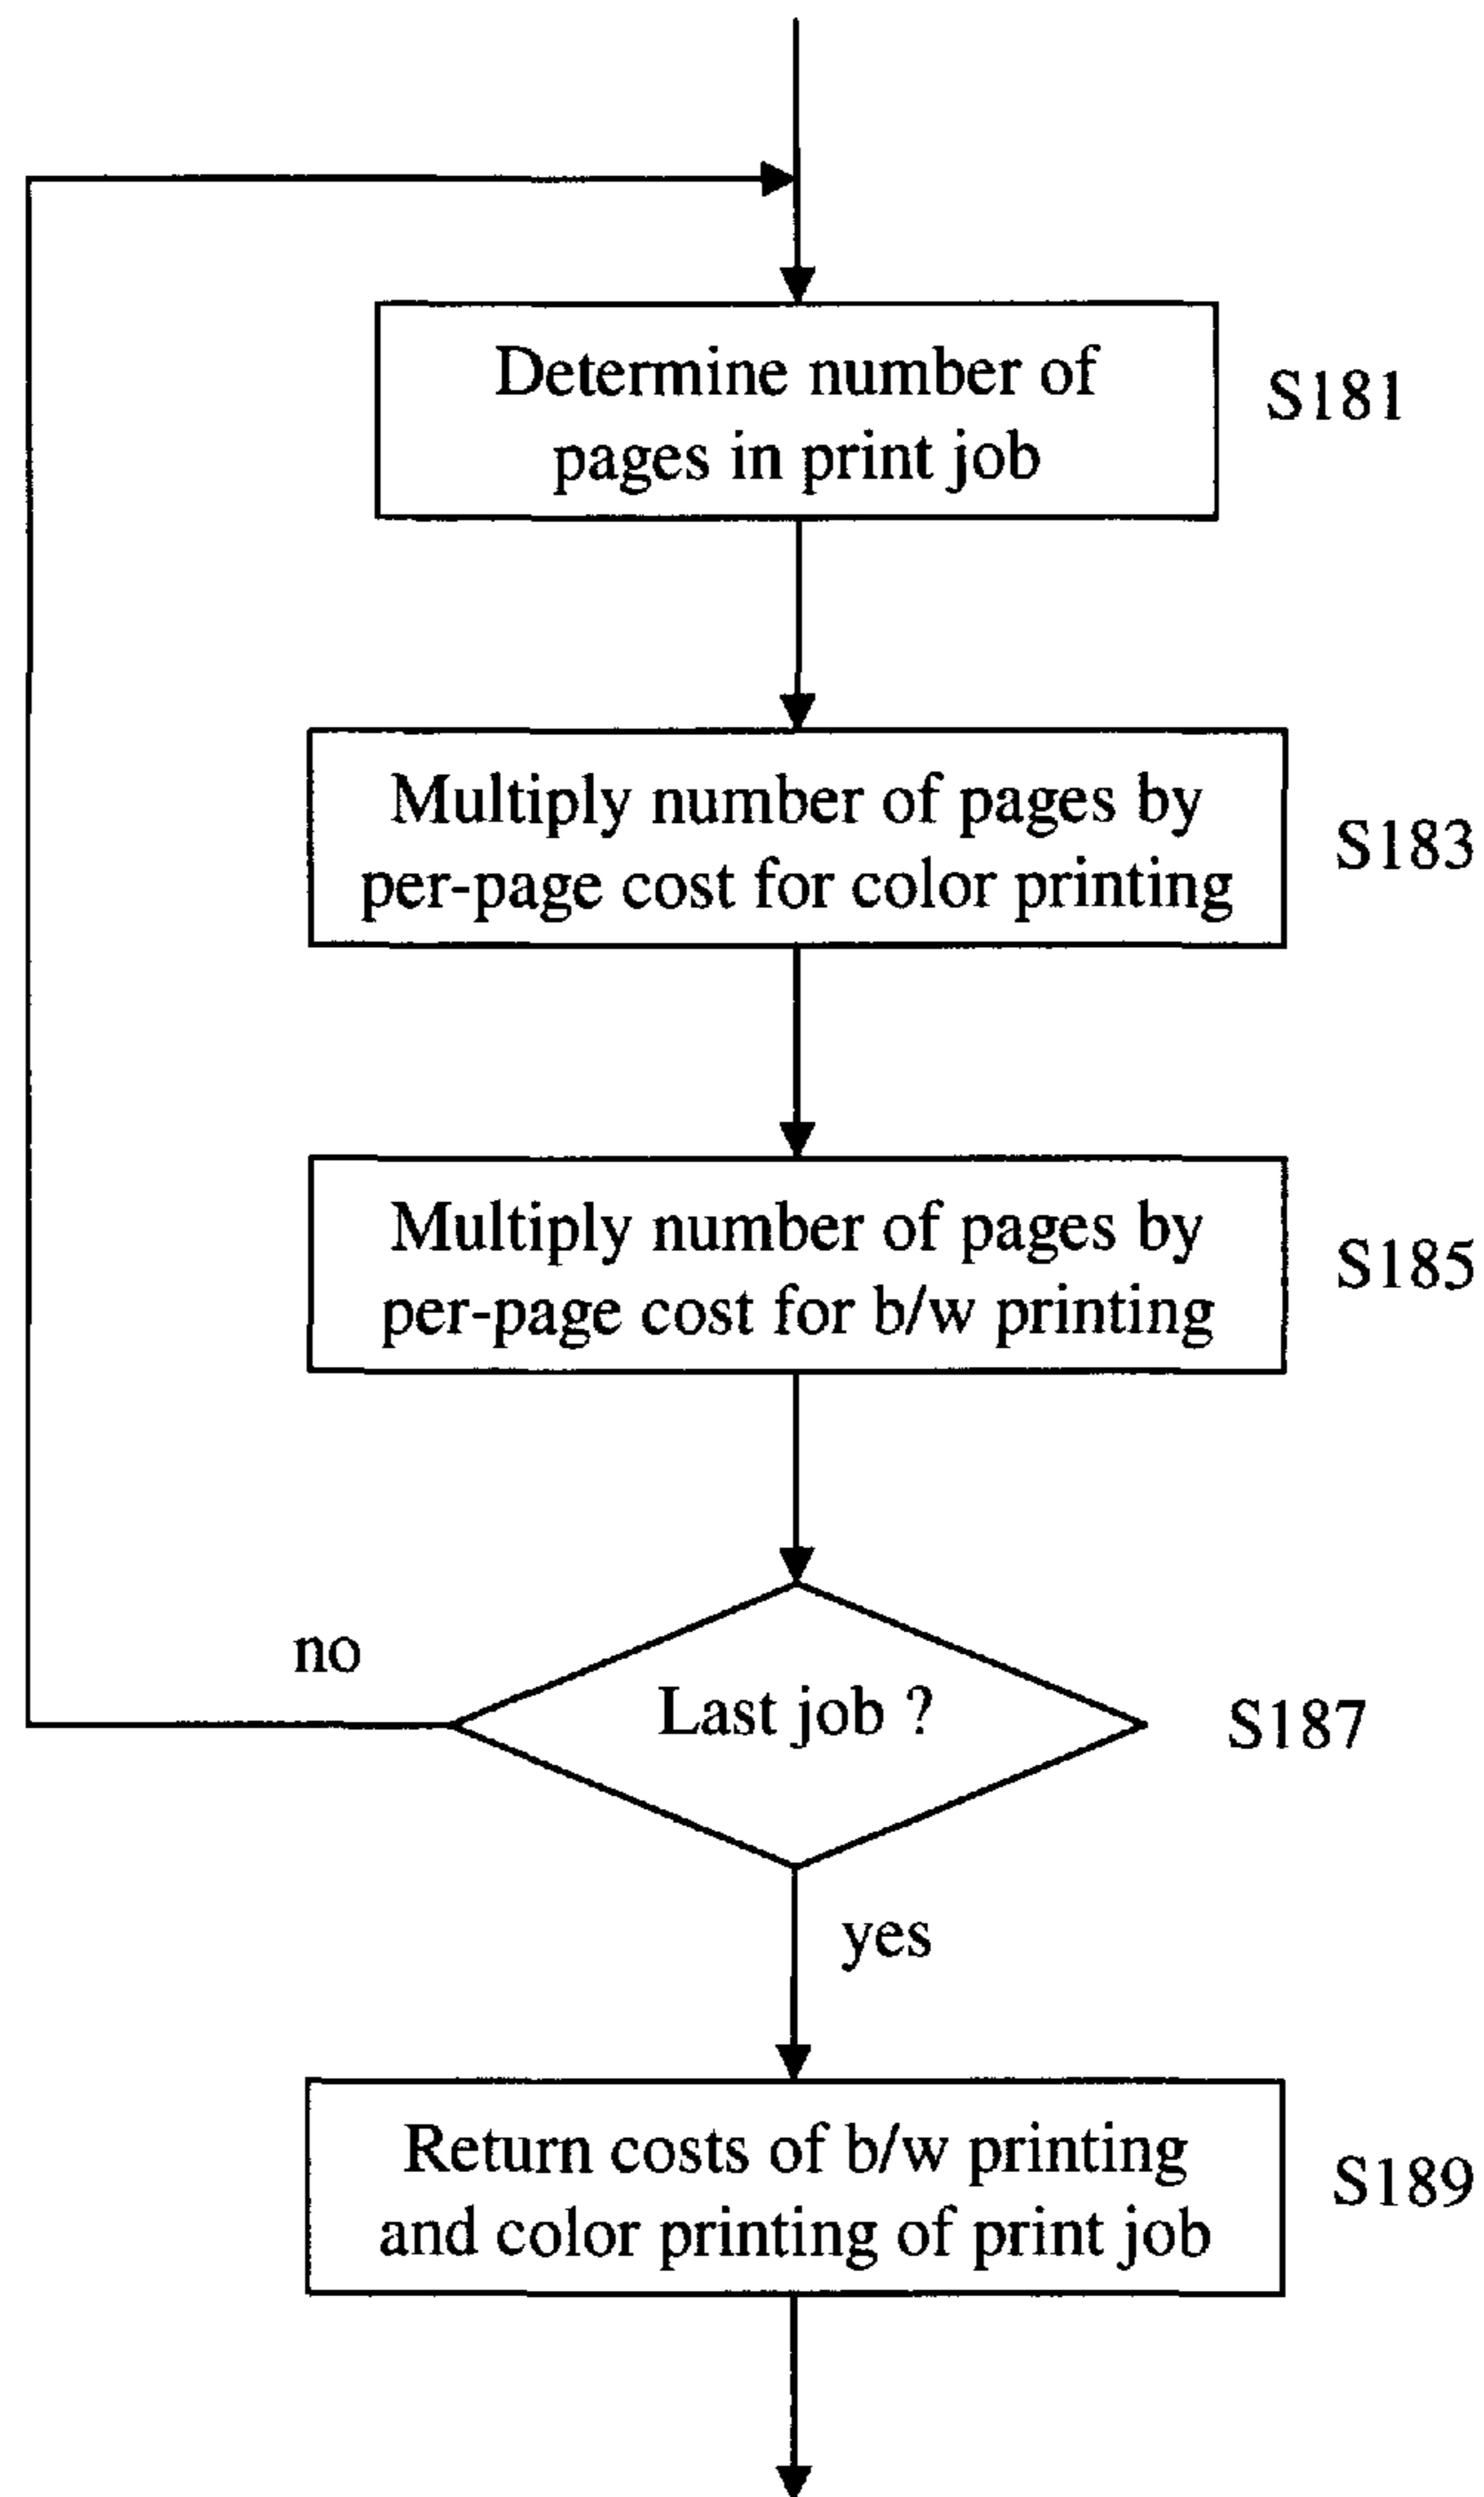 Determine number of
pages in print job
S181
Multiply number of pages by
per-page cost for color printing
S183
Multiply number of pages by
per-page cost for b/w printing
S185
no
Last job ?
S187
yes
Return costs of b/w printing
and color printing of print job
S189